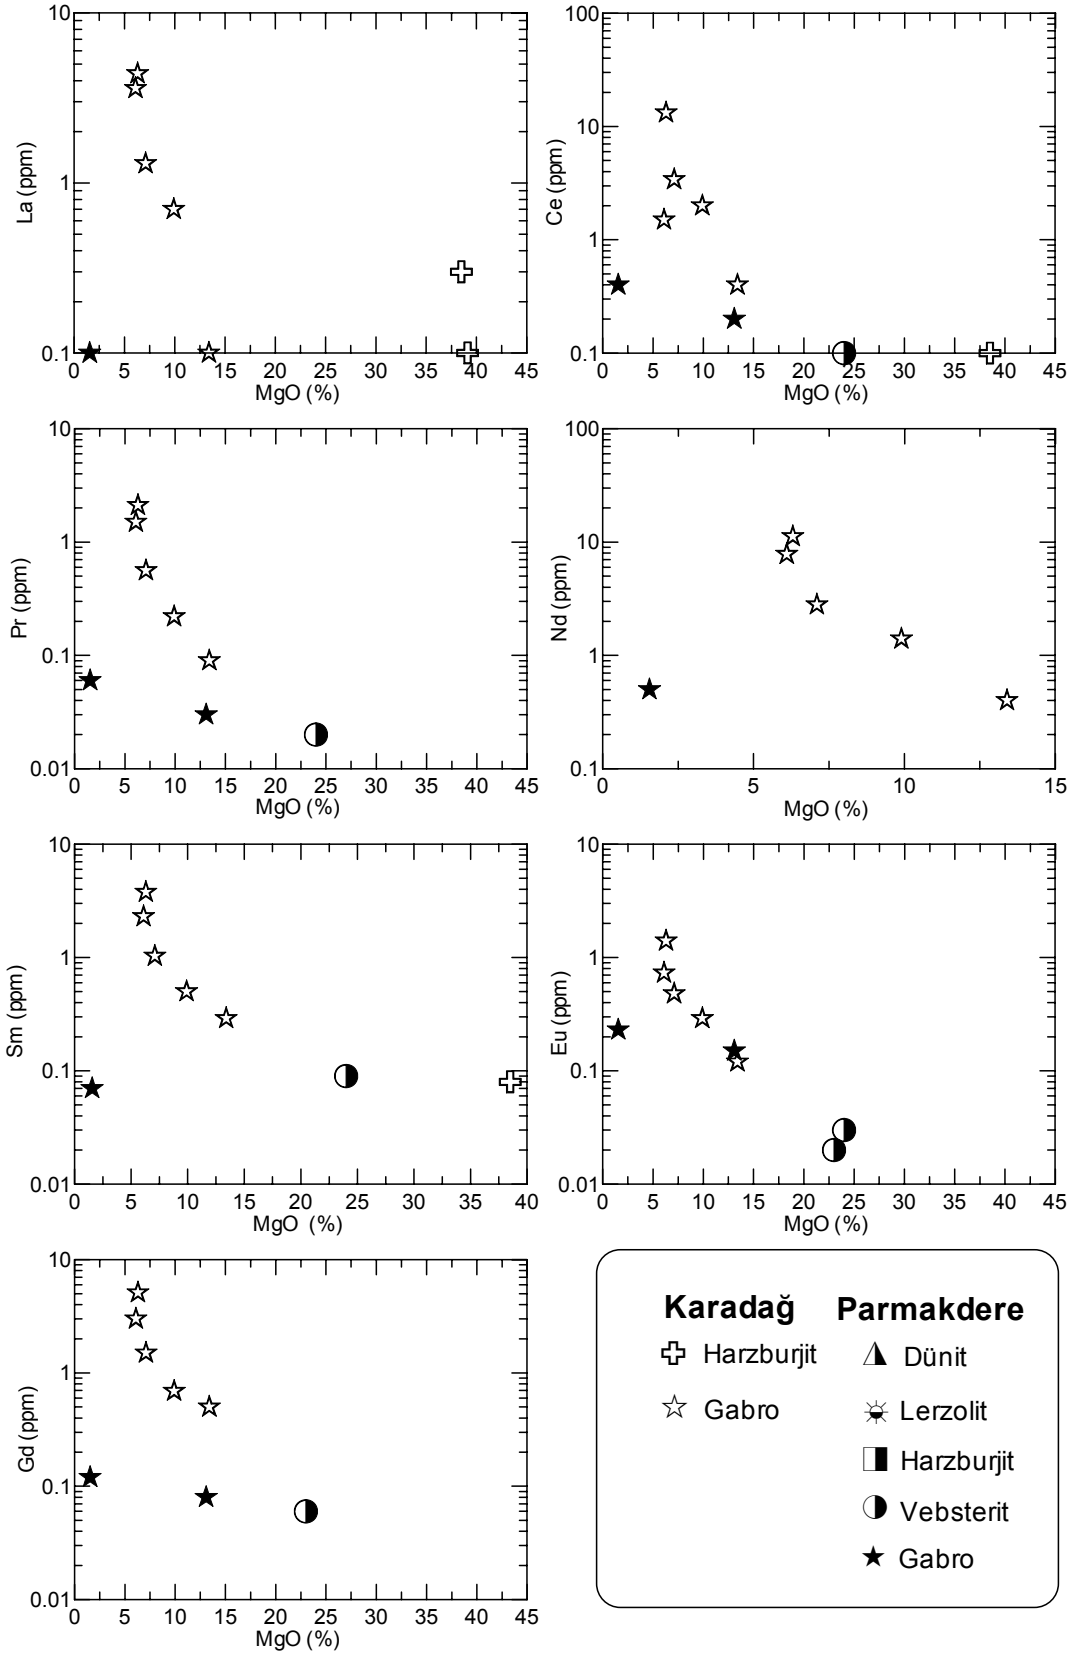 10
1
0.1
La (ppm)
0 5 10 15 20 25 30 35 40 45
MgO (%)
100
10
1
0.1
Ce (ppm)
0 5 10 15 20 25 30 35 40 45
MgO (%)
10
1
0.1
0.01
Pr (ppm)
0 5 10 15 20 25 30 35 40 45
MgO (%)
100
10
1
0.1
Nd (ppm)
0 5 10 15
MgO (%)
10
1
0.1
0.01
Sm (ppm)
0 5 10 15 20 25 30 35 40 45
MgO (%)
10
1
0.1
0.01
Eu (ppm)
0 5 10 15 20 25 30 35 40 45
MgO (%)
10
1
0.1
0.01
Gd (ppm)
0 5 10 15 20 25 30 35 40 45
MgO (%)
Karadağ
Harzburjit
Gabro
Parmakdere
Dünit
Lerzolit
Harzburjit
Vebsterit
Gabro